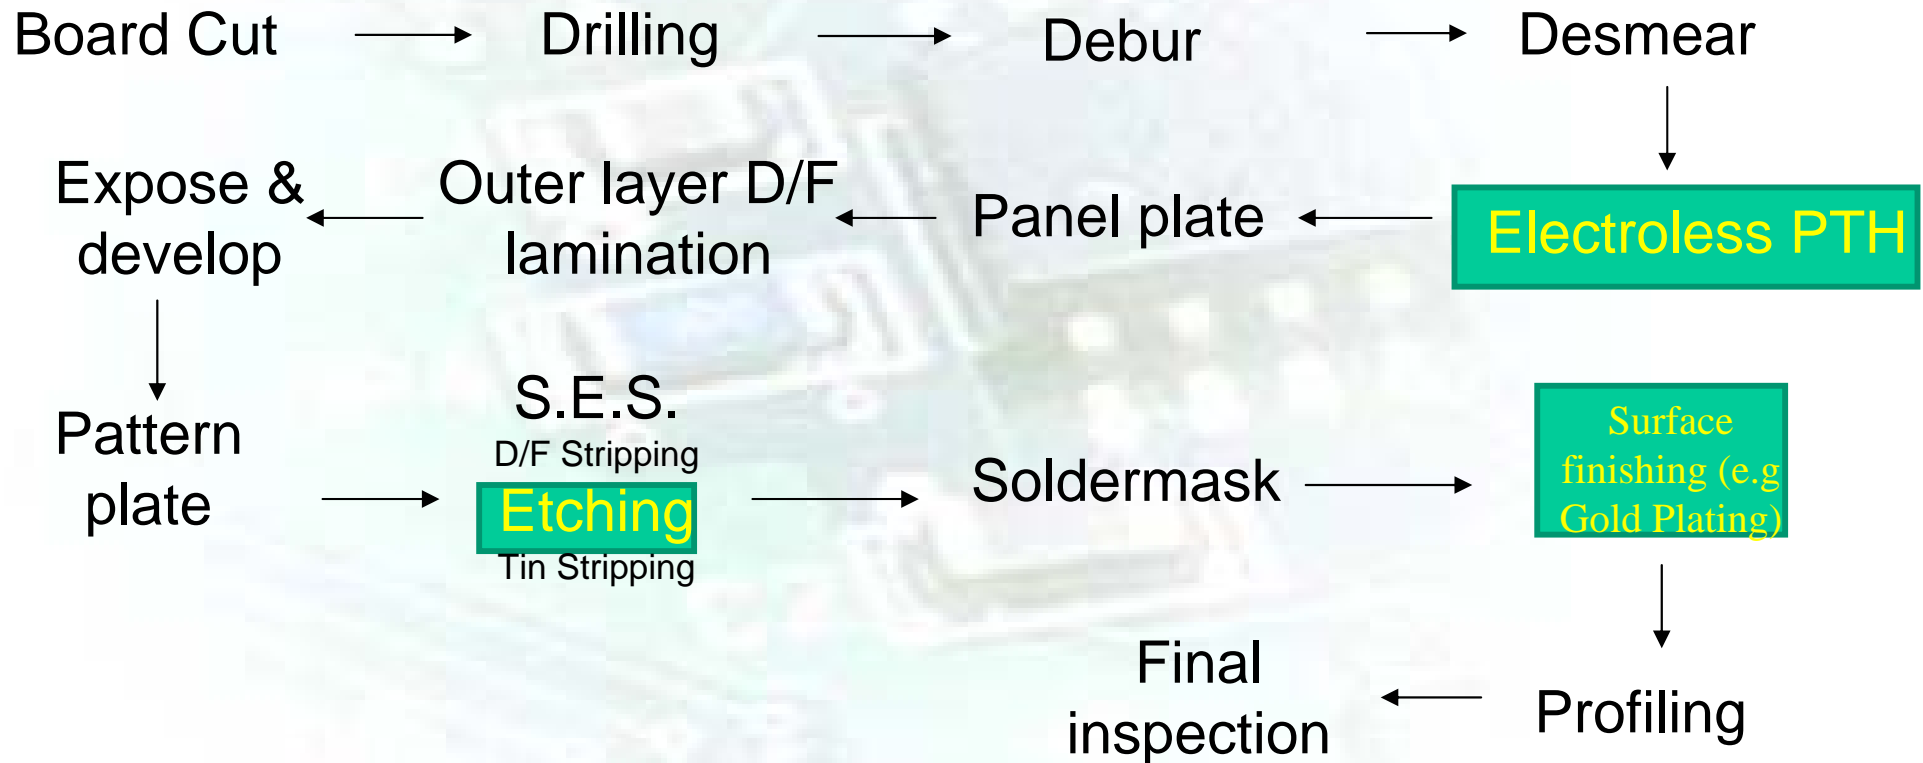 Board Cut
Drilling
Debur
Desmear
Electroless PTH
Panel plate
Outer layer D/F
lamination
Expose &
develop
Pattern
plate
S.E.S.
D/F Stripping
Etching
Tin Stripping
Soldermask
Surface
finishing (e.g
Gold Plating)
Profiling
Final
inspection